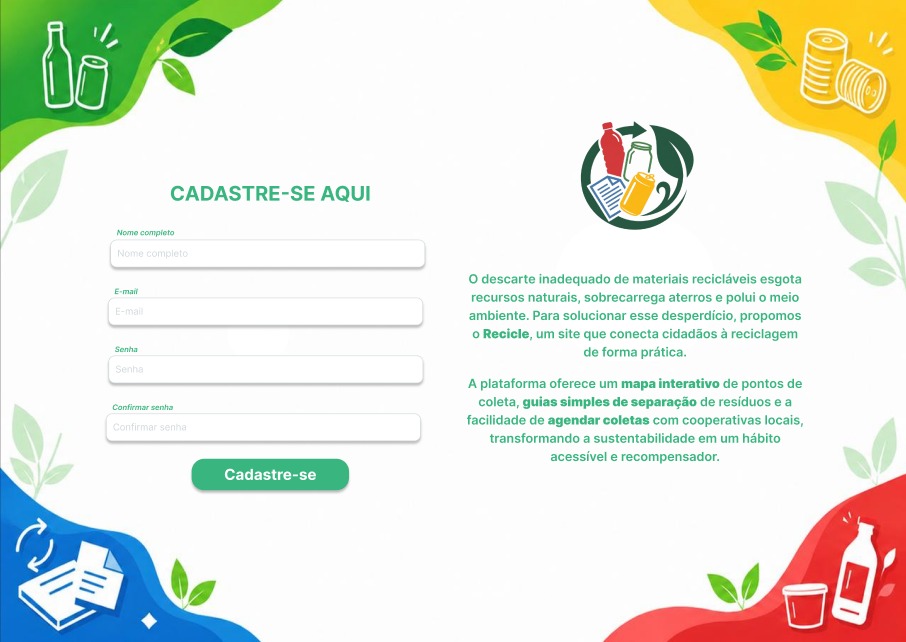 CADASTRE-SE AQUI
Nome completo
Nome completo
E-mail
E-mail
Senha
Senha
Confirmar senha
Confirmar senha
Cadastre-se
O descarte inadequado de materiais recicláveis esgota
recursos naturais, sobrecarrega aterros e polui o meio
ambiente. Para solucionar esse desperdício, propomos
o Recicle, um site que conecta cidadãos à reciclagem
de forma prática.
A plataforma oferece um mapa interativo de pontos de
coleta, guias simples de separação de resíduos e a
facilidade de agendar coletas com cooperativas locais,
transformando a sustentabilidade em um hábito
acessível e recompensador.